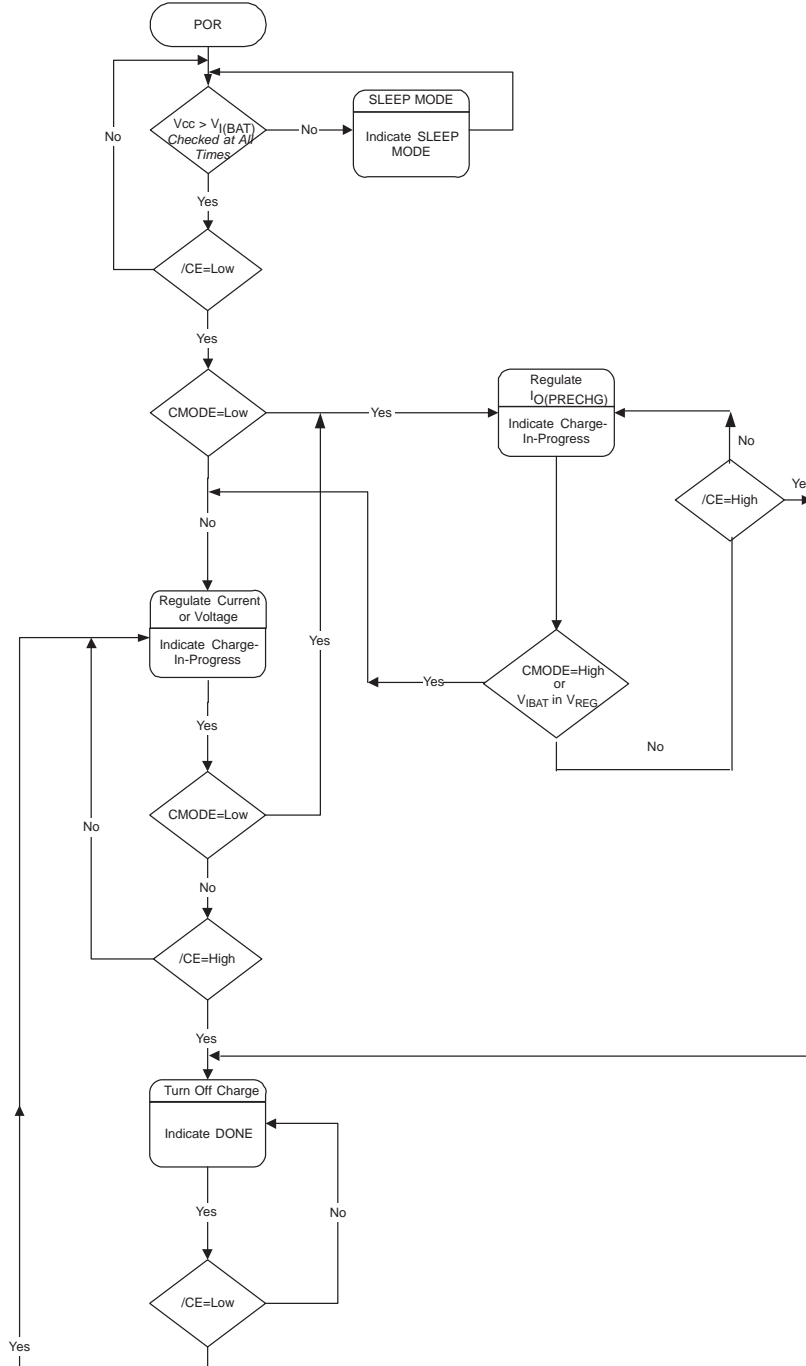 POR
Vcc > VI(BAT)
Checked at All
Times
No
No
SLEEP MODE
Indicate SLEEP
MODE
Yes
/CE=Low
Yes
CMODE=Low
Yes
Regulate
IO(PRECHG)
Indicate Charge-
In-Progress
No
/CE=High
Ye
No
Regulate Current
or Voltage
Indicate Charge-
In-Progress
Yes
CMODE=High
or
VIBAT in VREG
Yes
No
Yes
CMODE=Low
No
No
/CE=High
Yes
Turn Off Charge
Indicate DONE
Yes
No
/CE=Low
Yes